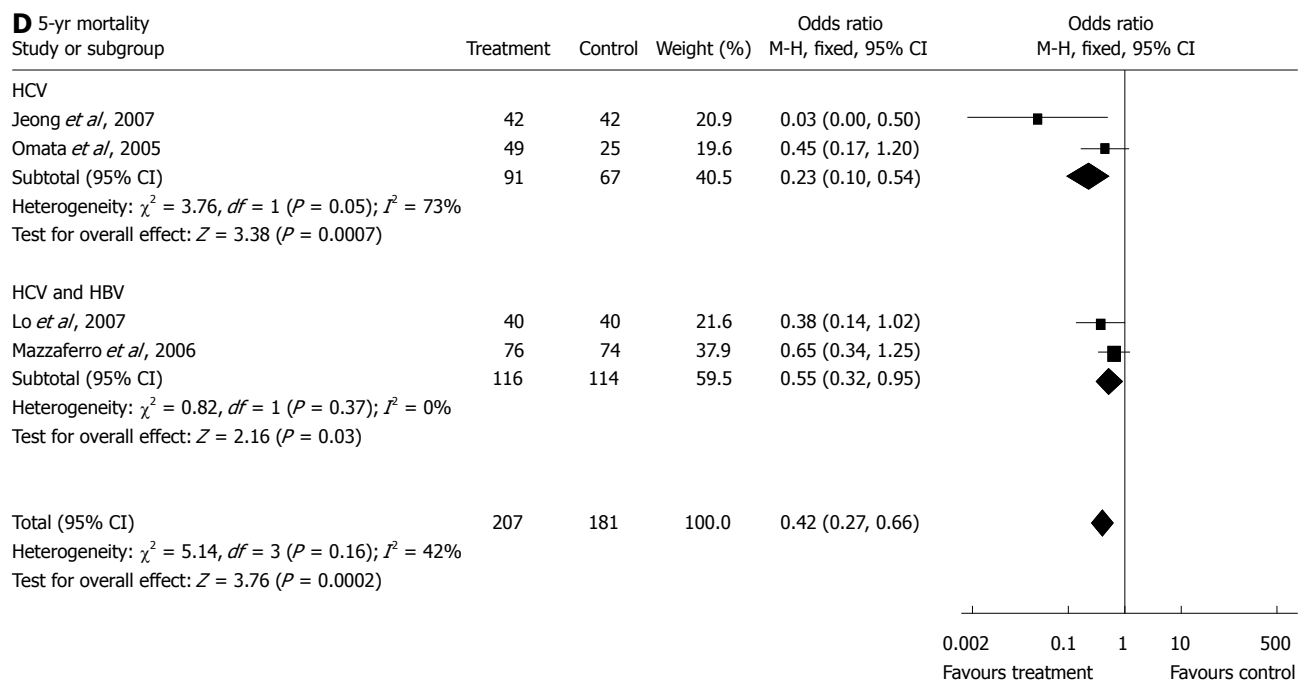 D 5-yr mortality Odds ratio Odds ratio
Study or subgroup Treatment Control Weight (%) M-H, fixed, 95% CI M-H, fixed, 95% CI
HCV
Jeong et al, 2007 42 42 20.9 0.03 (0.00, 0.50)
Omata et al, 2005 49 25 19.6 0.45 (0.17, 1.20)
Subtotal (95% CI) 91 67 40.5 0.23 (0.10, 0.54)
Heterogeneity: χ² = 3.76, df = 1 (P = 0.05); I² = 73%
Test for overall effect: Z = 3.38 (P = 0.0007)
HCV and HBV
Lo et al, 2007 40 40 21.6 0.38 (0.14, 1.02)
Mazzaferro et al, 2006 76 74 37.9 0.65 (0.34, 1.25)
Subtotal (95% CI) 116 114 59.5 0.55 (0.32, 0.95)
Heterogeneity: χ² = 0.82, df = 1 (P = 0.37); I² = 0%
Test for overall effect: Z = 2.16 (P = 0.03)
Total (95% CI) 207 181 100.0 0.42 (0.27, 0.66)
Heterogeneity: χ² = 5.14, df = 3 (P = 0.16); I² = 42%
Test for overall effect: Z = 3.76 (P = 0.0002)
0.002 0.1 1 10 500
Favours treatment Favours control